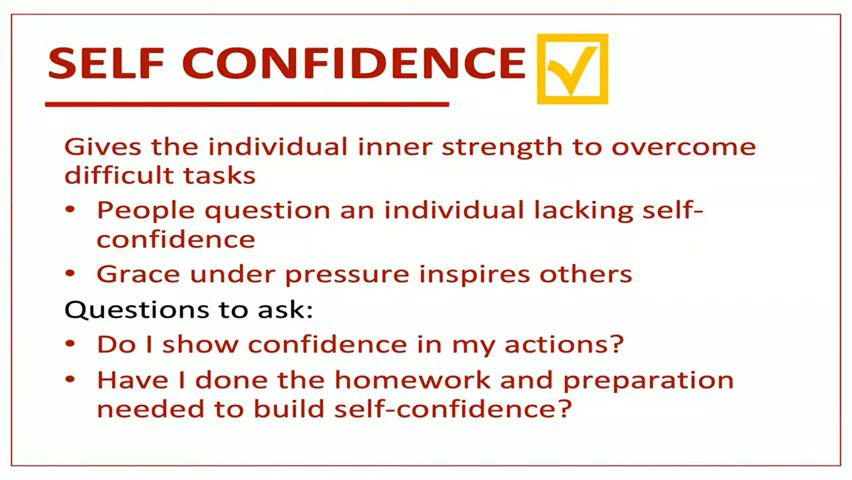 SELF CONFIDENCE
Gives the individual inner strength to overcome
difficult tasks
• People question an individual lacking self-
confidence
• Grace under pressure inspires others
Questions to ask:
• Do I show confidence in my actions?
• Have I done the homework and preparation
needed to build self-confidence?